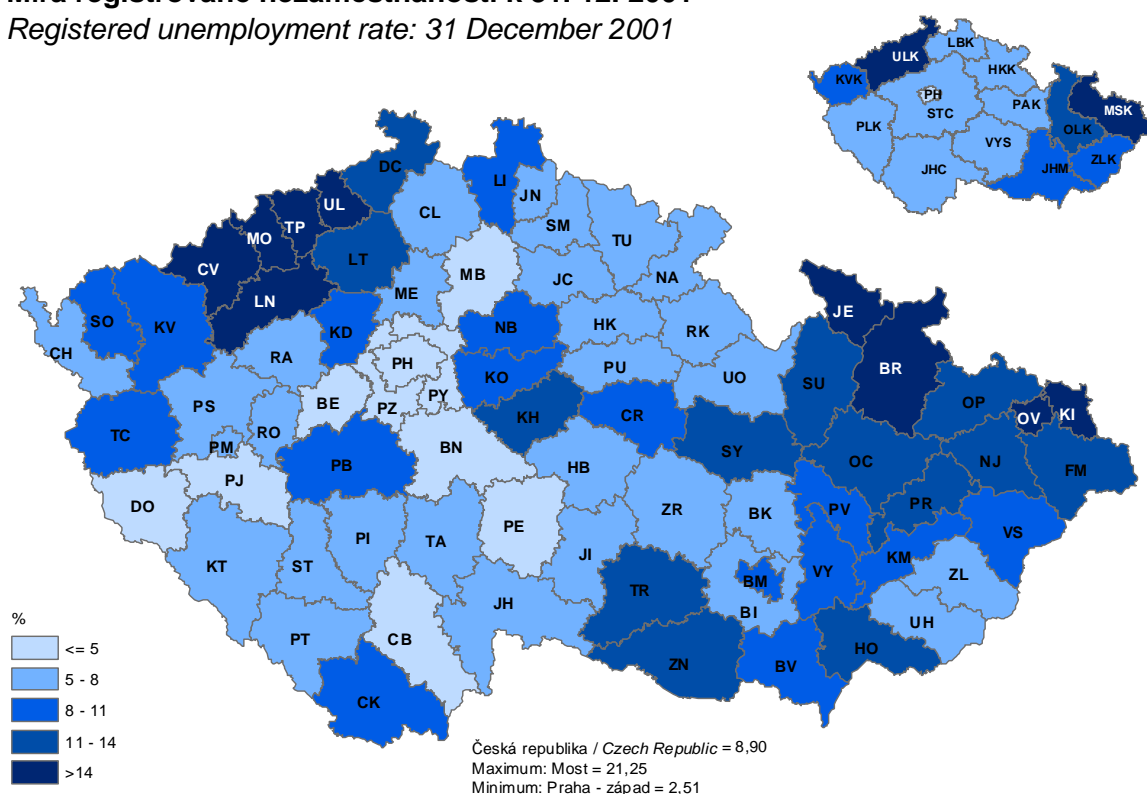 Míra registrované nezaměstnanosti k 31. 12. 2001
Registered unemployment rate: 31 December 2001
ULK
LBK
KVK
HKK
PH
STC
PAK
MSK
PLK
OLK
VYS
JHC
JHM
ZLK
DC
LI
JN
UL
CL
SM
TP
MO
TU
CV
LT
MB
JC
NA
LN
ME
SO
KV
KD
NB
HK
RK
JE
CH
RA
PH
KO
PU
UO
SU
BR
PS
BE
PZ
PY
KH
CR
OP
OV
KI
TC
RO
PM
BN
SY
OC
NJ
FM
PB
HB
PJ
DO
PE
ZR
BK
PV
PR
VS
KT
ST
PI
TA
JI
BM
VY
KM
ZL
TR
BI
JH
UH
PT
CB
HO
ZN
BV
CK
%
<= 5
5 - 8
8 - 11
11 - 14
>14
Česká republika / Czech Republic = 8,90
Maximum: Most = 21,25
Minimum: Praha - západ = 2,51